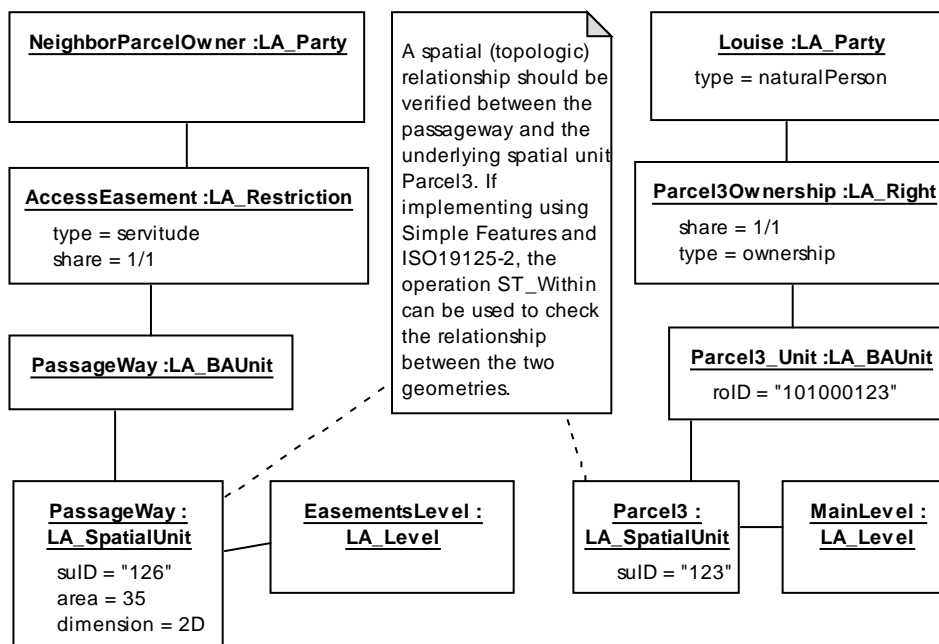 NeighborParcelOwner :LA_Party
AccessEasement :LA_Restriction
type = servitude
share = 1/1
PassageWay :LA_BAUnit
PassageWay :
LA_SpatialUnit
suID = "126"
area = 35
dimension = 2D
EasementsLevel :
LA_Level
A spatial (topologic)
relationship should be
verified between the
passageway and the
underlying spatial unit
Parcel3. If
implementing using
Simple Features and
ISO19125-2, the
operation ST_Within
can be used to check
the relationship
between the two
geometries.
Louise :LA_Party
type = naturalPerson
Parcel3Ownership :LA_Right
share = 1/1
type = ownership
Parcel3_Unit :LA_BAUnit
roID = "101000123"
Parcel3 :
LA_SpatialUnit
suID = "123"
MainLevel :
LA_Level